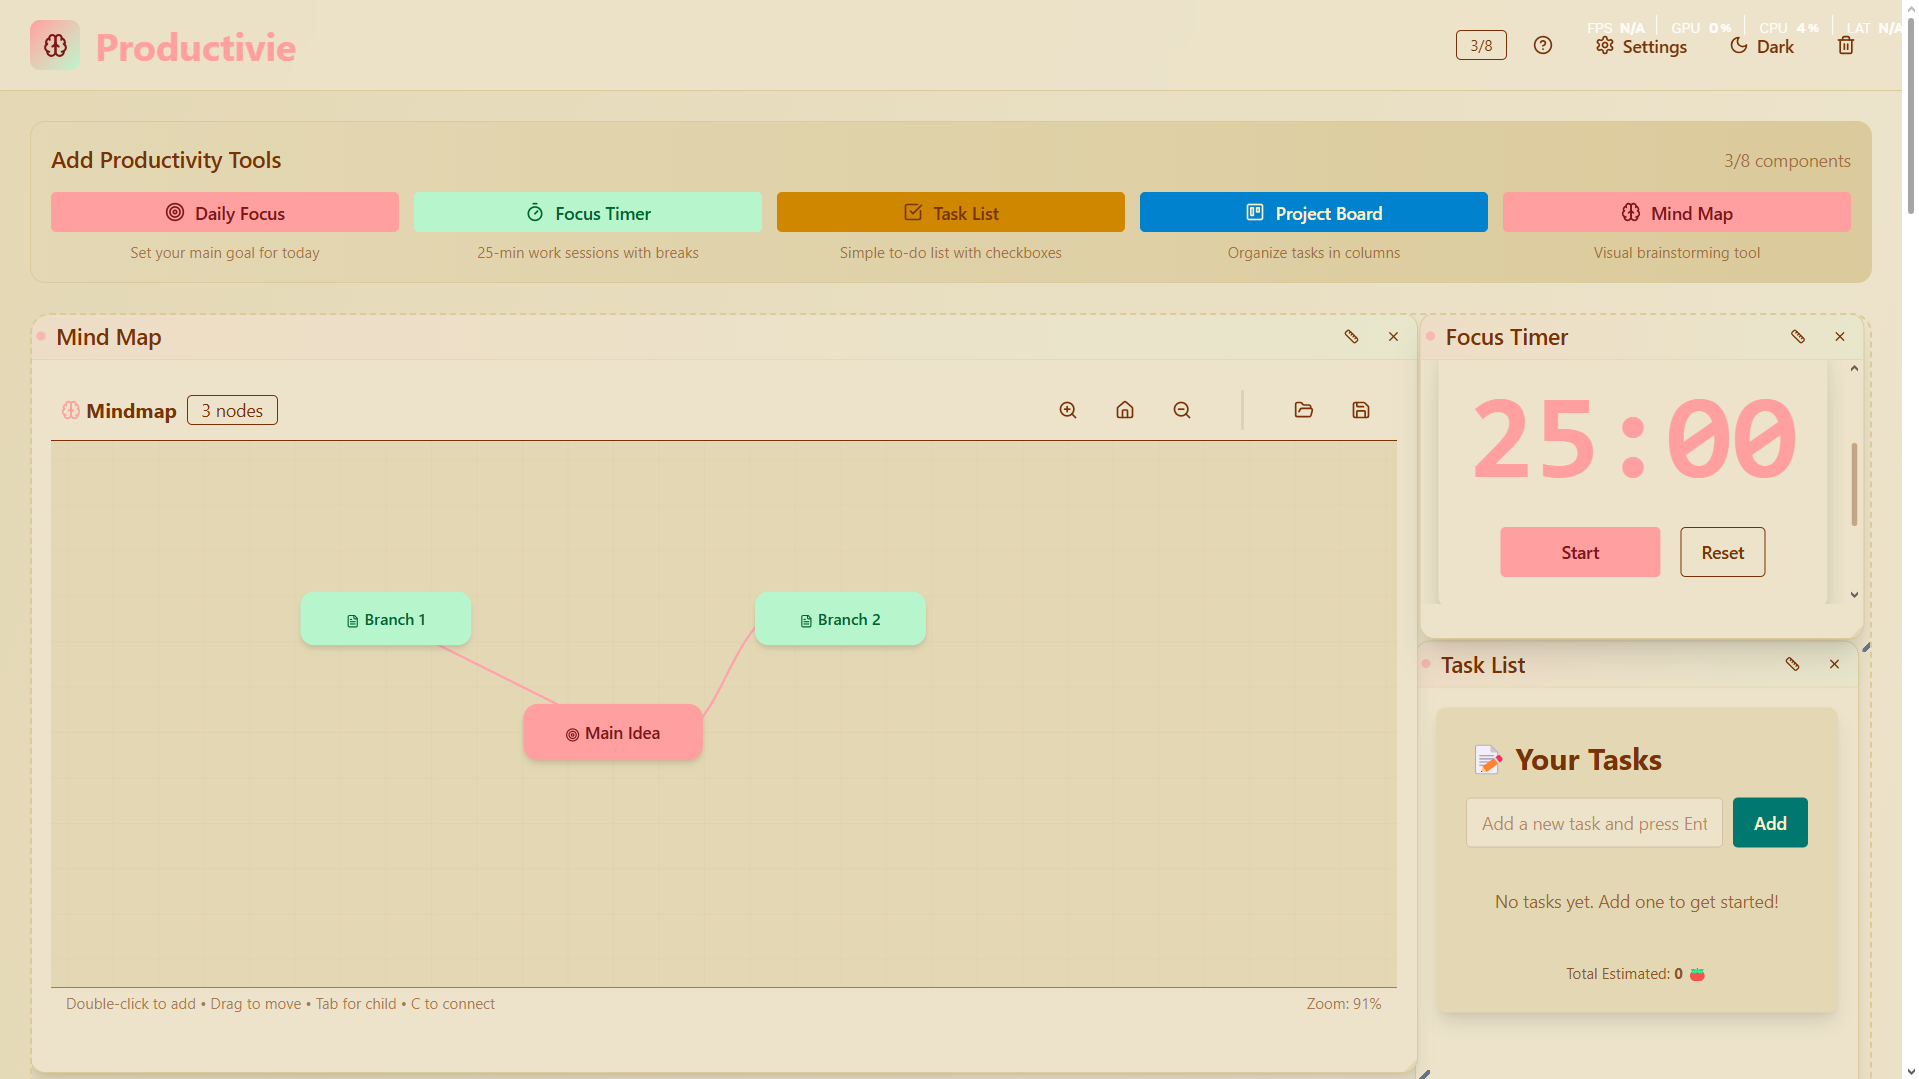 Productivie
FPS N/A GPU 0% CPU 4% LAT N/A
3/8 Settings Dark
Add Productivity Tools
3/8 components
Daily Focus
Focus Timer
Task List
Project Board
Mind Map
Set your main goal for today
25-min work sessions with breaks
Simple to-do list with checkboxes
Organize tasks in columns
Visual brainstorming tool
Mind Map
Mindmap 3 nodes
Branch 1
Branch 2
Main Idea
Double-click to add • Drag to move • Tab for child • C to connect
Zoom: 91%
Focus Timer
25:00
Start Reset
Task List
Your Tasks
Add a new task and press Ent
Add
No tasks yet. Add one to get started!
Total Estimated: 0